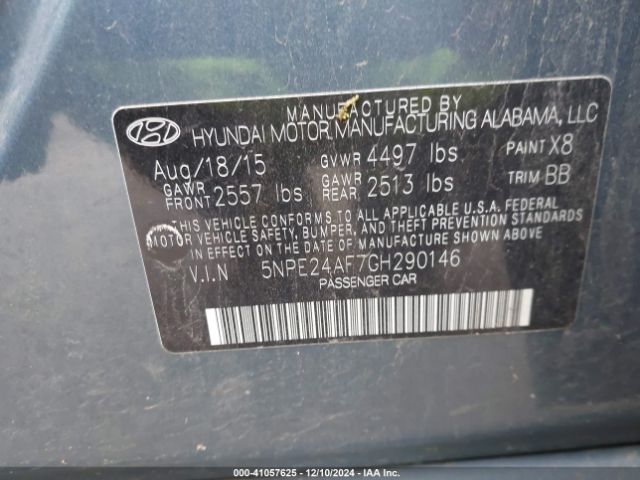 MANUFACTURED BY
HYUNDAI MOTOR MANUFACTURING ALABAMA, LLC
Aug/18/15 GVWR 4497 lbs PAINT X8
GAWR FRONT 2557 lbs GAWR REAR 2513 lbs TRIM BB
THIS VEHICLE CONFORMS TO ALL APPLICABLE U.S.A. FEDERAL
MOTOR VEHICLE SAFETY, BUMPER, AND THEFT PREVENTION STANDARDS
IN EFFECT ON THE DATE OF MANUFACTURE SHOWN ABOVE.
V.I.N 5NPE24AF7GH290146
PASSENGER CAR
000-41057625 - 12/10/2024 - IAA Inc.